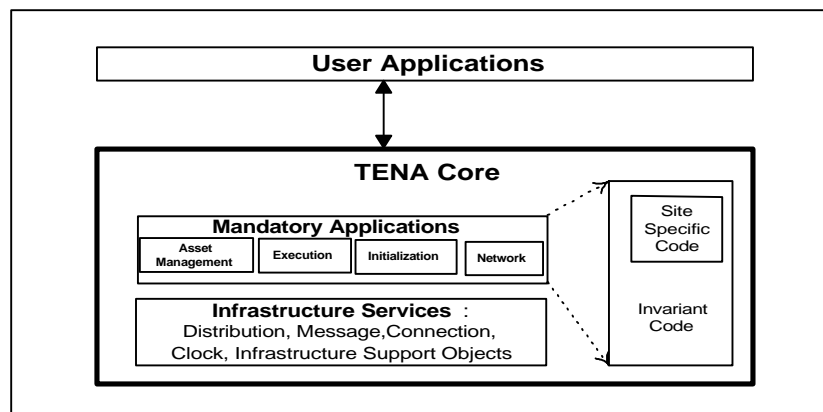 User Applications
TENA Core
Mandatory Applications
Asset
Management
Execution
Initialization
Network
Infrastructure Services :
Distribution, Message,Connection,
Clock, Infrastructure Support Objects
Site
Specific
Code
Invariant
Code